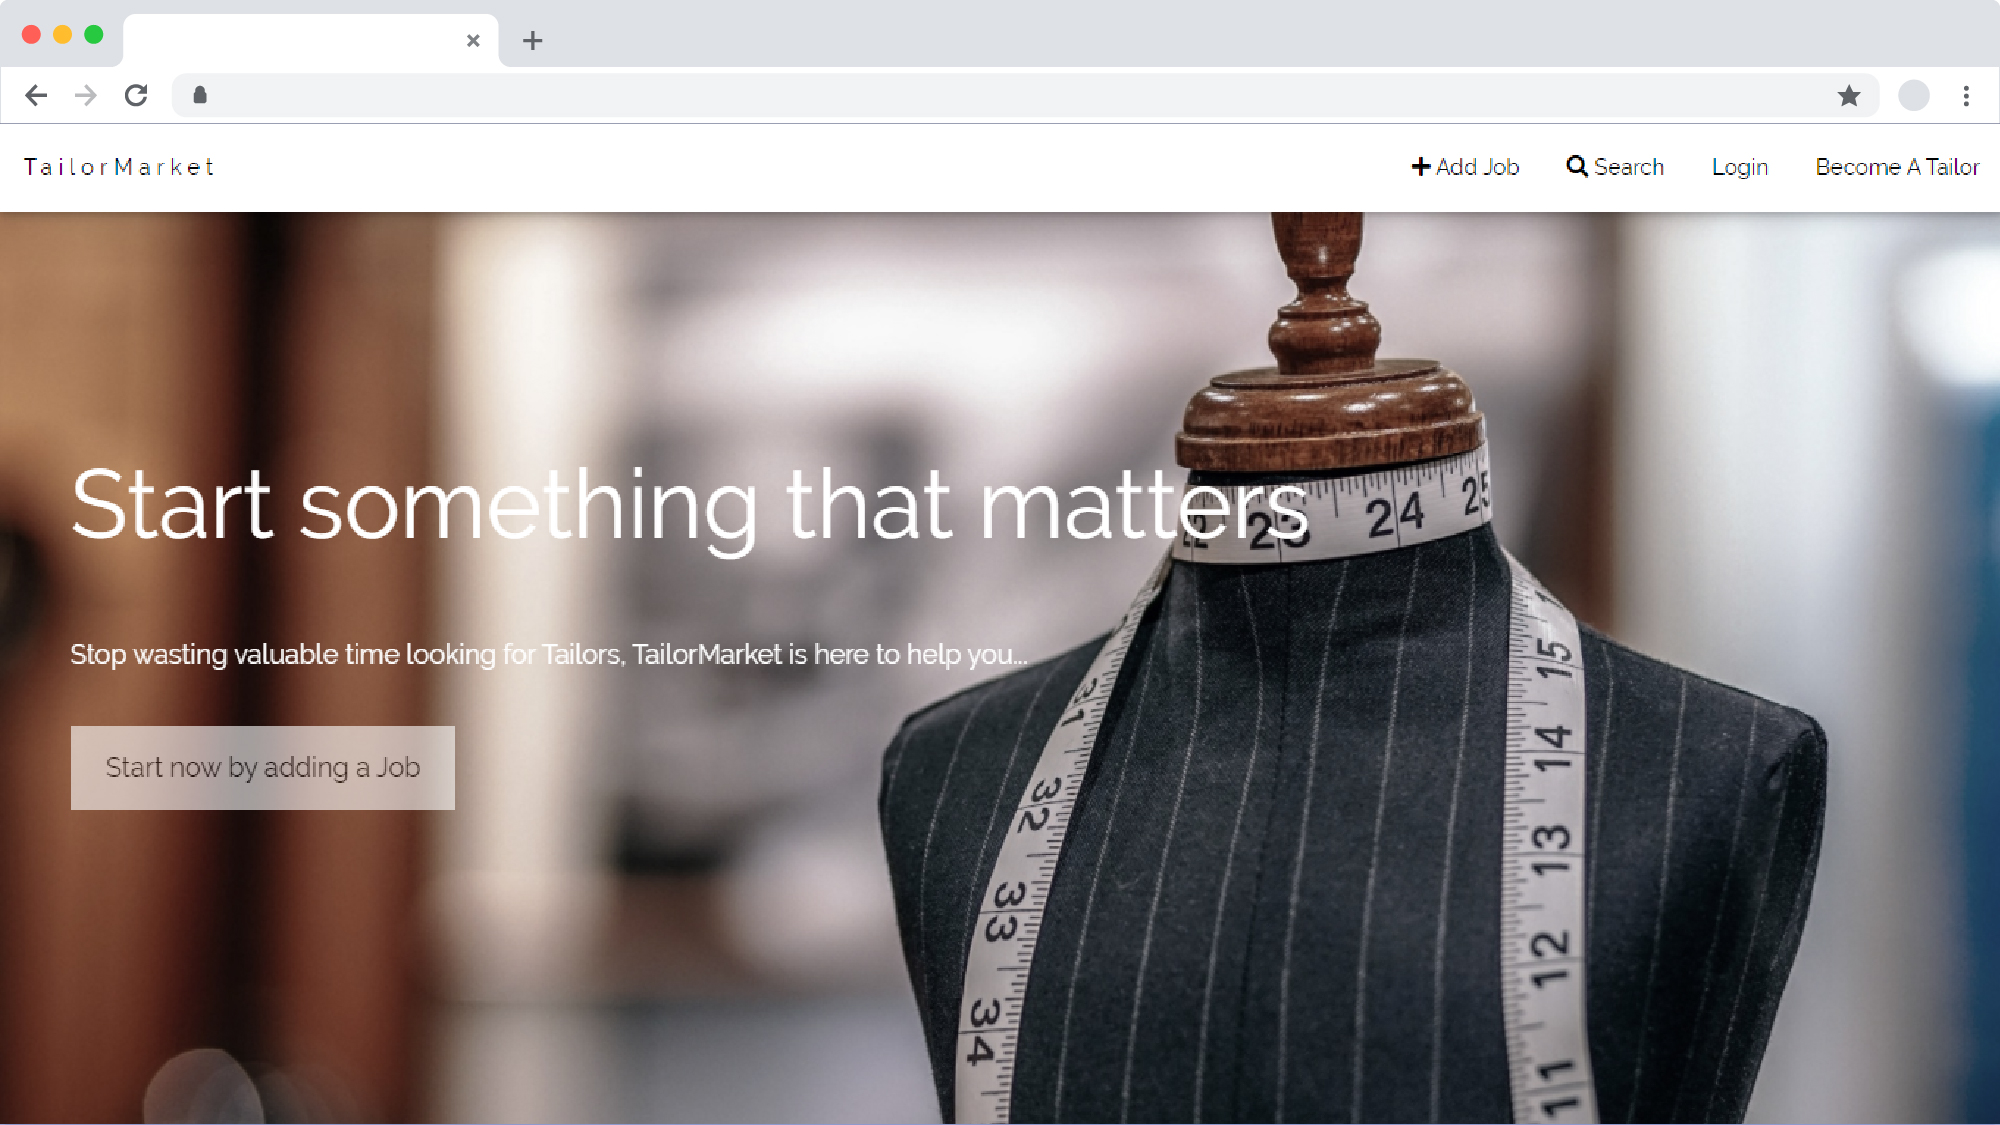 TailorMarket
Add Job Search Login Become A Tailor
Start something that matters
Stop wasting valuable time looking for Tailors, TailorMarket is here to help you...
Start now by adding a Job
23 24 25
15
14
13
12
11
31
32
33
34